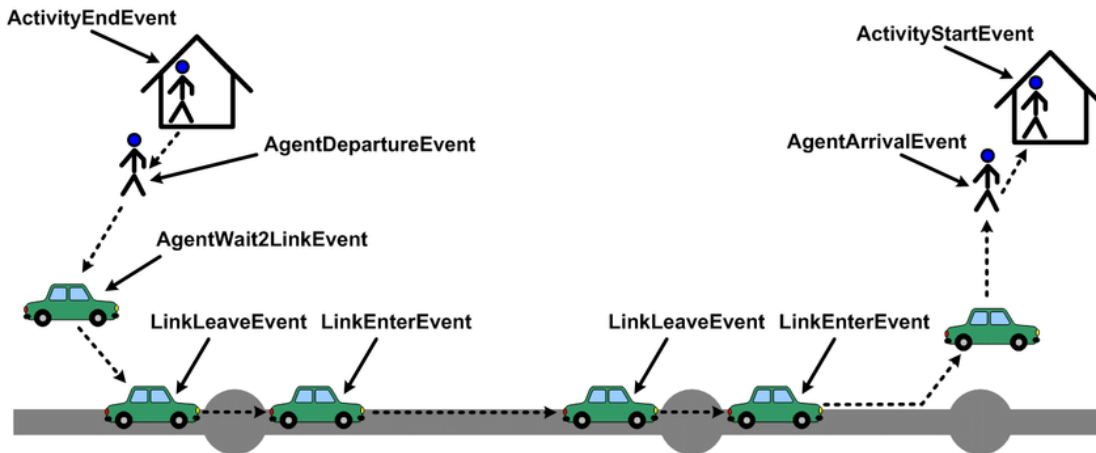 ActivityEndEvent
ActivityStartEvent
AgentDepartureEvent
AgentArrivalEvent
AgentWait2LinkEvent
LinkLeaveEvent
LinkEnterEvent
LinkLeaveEvent
LinkEnterEvent